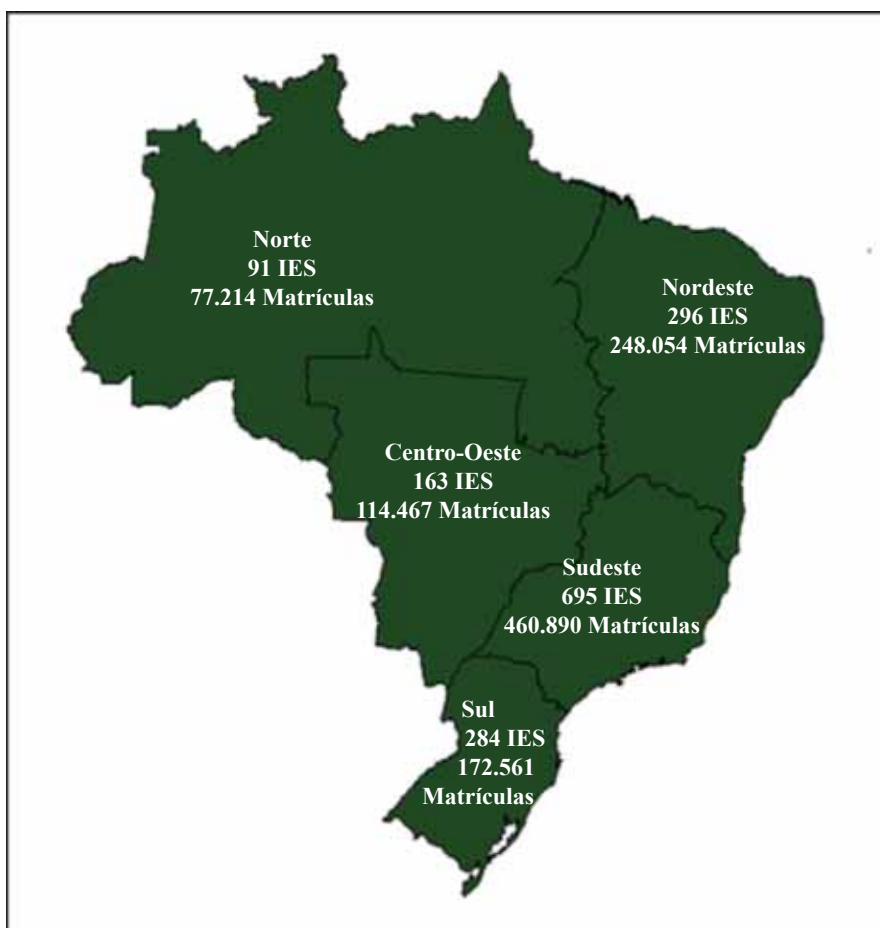 Norte
91 IES
77.214 Matrículas
Nordeste
296 IES
248.054 Matrículas
Centro-Oeste
163 IES
114.467 Matrículas
Sudeste
695 IES
460.890 Matrículas
Sul
284 IES
172.561
Matrículas